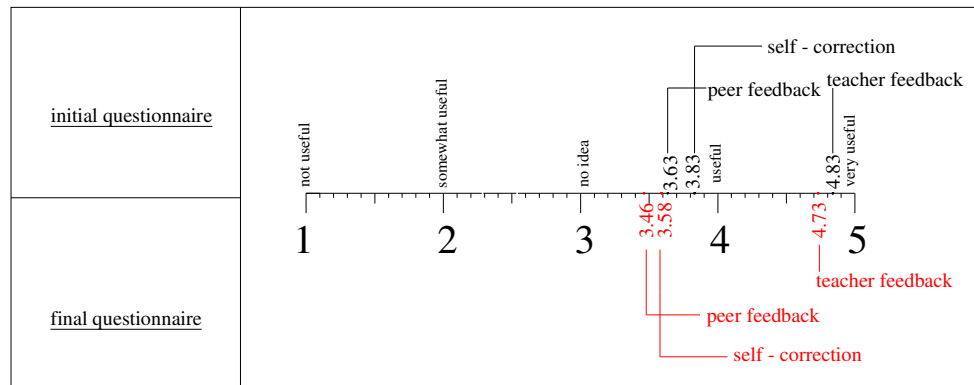 self - correction
peer feedback
teacher feedback
initial questionnaire
not useful
somewhat useful
no idea
3.63
3.83
useful
4.83
very useful
1
2
3
3.46
3.58
4
4.73
5
teacher feedback
final questionnaire
peer feedback
self - correction